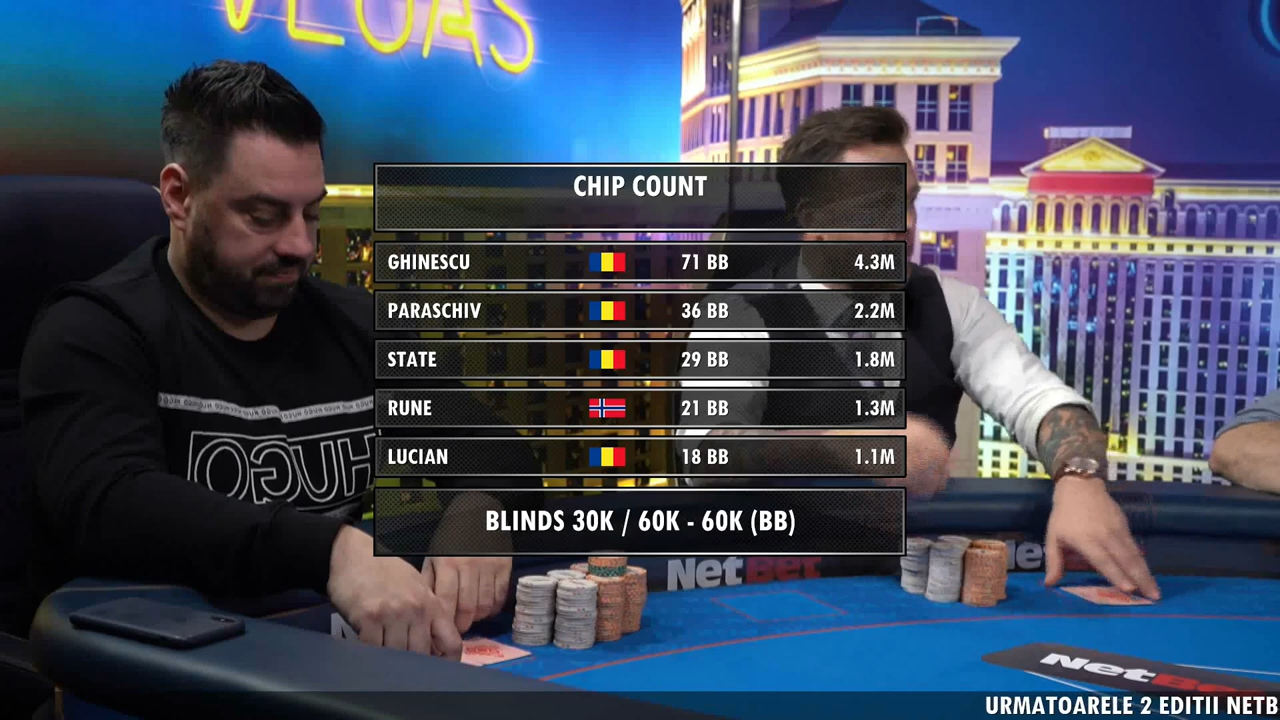 VEGAS
CHIP COUNT
GHINESCU 71 BB 4.3M
PARASCHIV 36 BB 2.2M
STATE 29 BB 1.8M
RUNE 21 BB 1.3M
LUCIAN 18 BB 1.1M
BLINDS 30K / 60K - 60K (BB)
HUGO
NetBet
NetBet
URMATOARELE 2 EDITII NETB